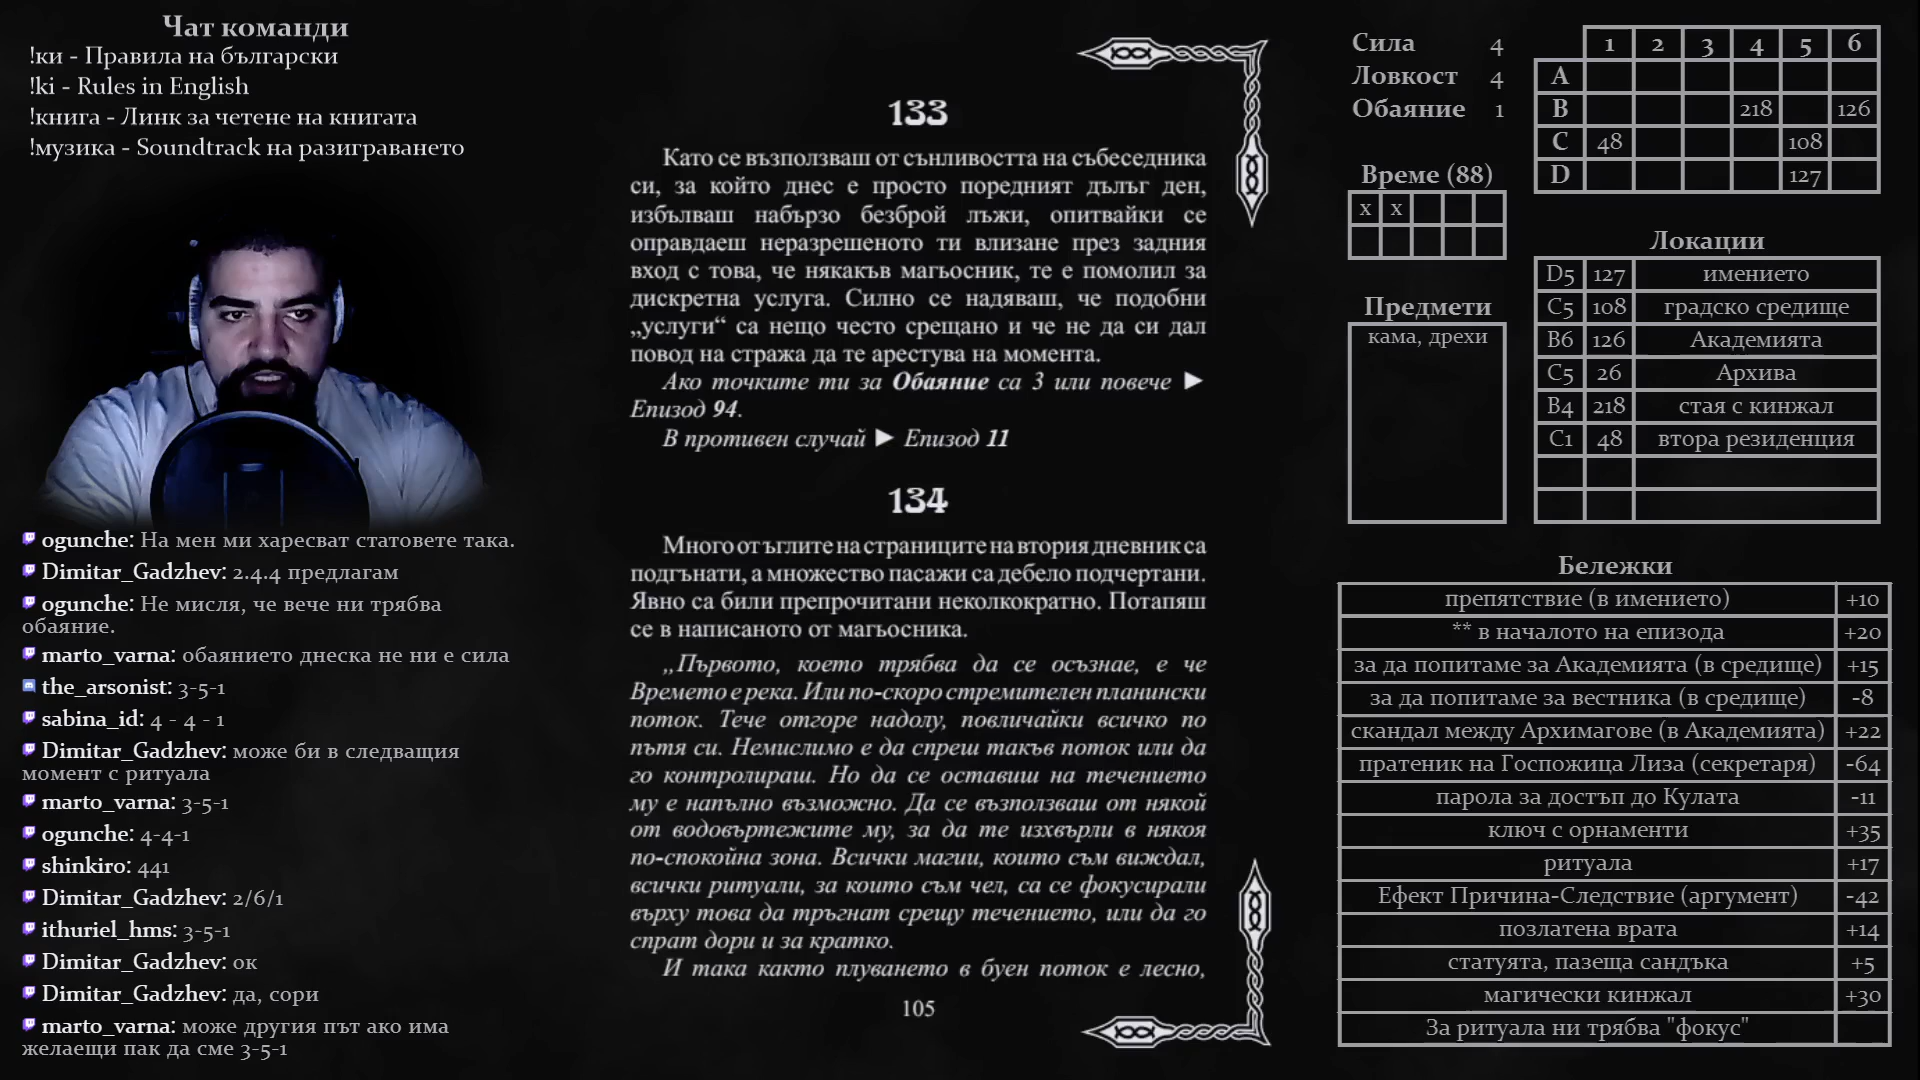 Чат команди
!ки - Правила на български
!ki - Rules in English
!книга - Линк за четене на книгата
!музика - Soundtrack на разиграването
ogunche: На мен ми харесват статовете така.
Dimitar_Gadzhev: 2.4.4 предлагам
ogunche: Не мисля, че вече ни трябва
обаяние.
marto_varna: обаянието днеска не ни е сила
the_arsonist: 3-5-1
sabina_id: 4 - 4 - 1
Dimitar_Gadzhev: може би в следващия
момент с ритуала
marto_varna: 3-5-1
ogunche: 4-4-1
shinkiro: 441
Dimitar_Gadzhev: 2/6/1
ithuriel_hms: 3-5-1
Dimitar_Gadzhev: ок
Dimitar_Gadzhev: да, сори
marto_varna: може другия път ако има
желаещи пак да сме 3-5-1
133
Като се възползваш от сънливостта на събеседника
си, за който днес е просто поредният дълъг ден,
избълваш набързо безброй лъжи, опитвайки се
оправдаеш неразрешеното ти влизане през задния
вход с това, че някакъв магьосник, те е помолил за
дискретна услуга. Силно се надяваш, че подобни
„услуги“ са нещо често срещано и че не да си дал
повод на стража да те арестува на момента.
Ако точките ти за Обаяние са 3 или повече ►
Епизод 94.
В противен случай ► Епизод 11
134
Много от ъглите на страниците на втория дневник са
подгънати, а множество пасажи са дебело подчертани.
Явно са били препрочитани неколкократно. Потапяш
се в написаното от магьосника.
„Първото, което трябва да се осъзнае, е че
Времето е река. Или по-скоро стремителен планински
поток. Тече отгоре надолу, повличайки всичко по
пътя си. Немислимо е да спреш такъв поток или да
го контролираш. Но да се оставиш на течението
му е напълно възможно. Да се възползваш от някой
от водовъртежите му, за да те изхвърли в някоя
по-спокойна зона. Всички магии, които съм виждал,
всички ритуали, за които съм чел, са се фокусирали
върху това да тръгнат срещу течението, или да го
спрат дори и за кратко.
И така както плуването в буен поток е лесно,
105
Сила 4
Ловкост 4
Обаяние 1
Време (88)
x x
Предмети
кама, дрехи
1 2 3 4 5 6
A
B 218 126
C 48 108
D 127
Локации
D5 127 имението
C5 108 градско средище
B6 126 Академията
C5 26 Архива
B4 218 стая с кинжал
C1 48 втора резиденция
Бележки
препятствие (в имението) +10
** в началото на епизода +20
за да попитаме за Академията (в средище) +15
за да попитаме за вестника (в средище) -8
скандал между Архимагове (в Академията) +22
пратеник на Госпожица Лиза (секретаря) -64
парола за достъп до Кулата -11
ключ с орнаменти +35
ритуала +17
Ефект Причина-Следствие (аргумент) -42
позлатена врата +14
статуята, пазеща сандъка +5
магически кинжал +30
За ритуала ни трябва "фокус"